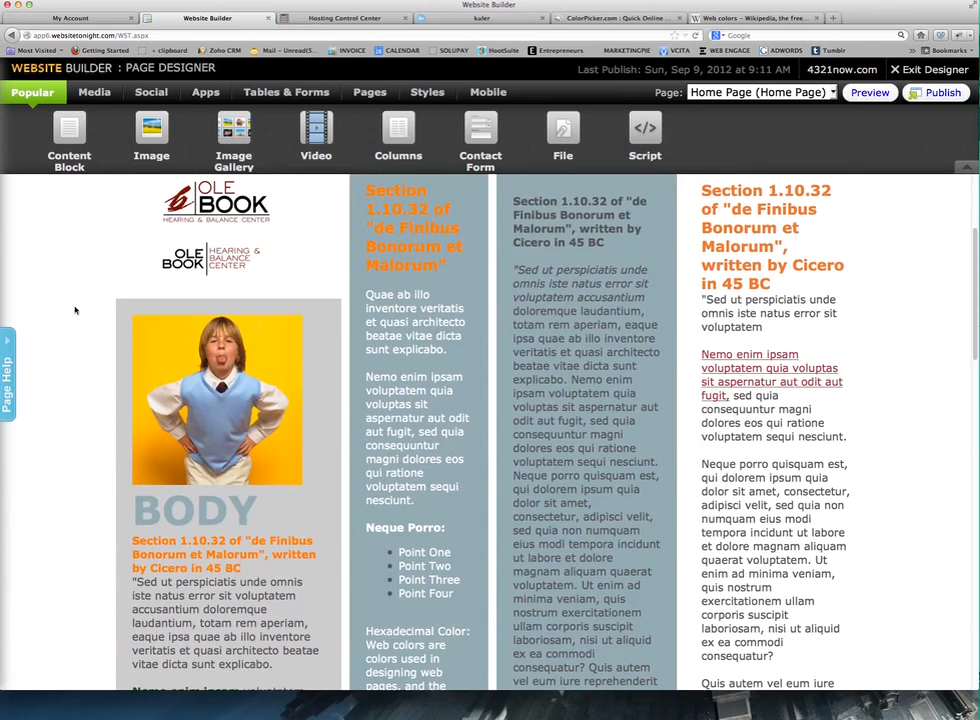 Website Builder
My Account
Website Builder
Hosting Control Center
kuler
ColorPicker.com : Quick Online ...
Web colors – Wikipedia, the free...
app6.websitetonight.com/WST.aspx
Google
Most Visited
Getting Started
+ clipboard
Zoho CRM
Mail – Unread(5...
INVOICE
CALENDAR
SOLUPAY
HootSuite
Entrepreneurs
MARKETINGPIE
VCITA
WEB ENGAGE
ADWORDS
Tumblr
Bookmarks
WEBSITE BUILDER : PAGE DESIGNER
Last Publish: Sun, Sep 9, 2012 @ 9:11 AM
4321now.com
Exit Designer
Popular
Media
Social
Apps
Tables & Forms
Pages
Styles
Mobile
Page:
Home Page (Home Page)
Preview
Publish
Content
Block
Image
Image
Gallery
Video
Columns
Contact
Form
File
Script
Page Help
OLE
BOOK
HEARING & BALANCE CENTER
OLE
BOOK
HEARING
BALANCE
CENTER
BODY
Section 1.10.32 of "de Finibus
Bonorum et Malorum", written
by Cicero in 45 BC
"Sed ut perspiciatis unde omnis
iste natus error sit voluptatem
accusantium doloremque
laudantium, totam rem aperiam,
eaque ipsa quae ab illo inventore
veritatis et quasi architecto beatae
vitae dicta sunt explicabo.
Nemo enim ipsam voluptatem
Section
1.10.32 of
"de Finibus
Bonorum et
Malorum"
Quae ab illo
inventore veritatis
et quasi architecto
beatae vitae dicta
sunt explicabo.
Nemo enim ipsam
voluptatem quia
voluptas sit
aspernatur aut odit
aut fugit, sed quia
consequuntur
magni dolores eos
qui ratione
voluptatem sequi
nesciunt.
Neque Porro:
Point One
Point Two
Point Three
Point Four
Hexadecimal Color:
Web colors are
colors used in
designing web
pages, and the
Section 1.10.32 of "de
Finibus Bonorum et
Malorum", written by
Cicero in 45 BC
"Sed ut perspiciatis unde
omnis iste natus error sit
voluptatem accusantium
doloremque laudantium,
totam rem aperiam, eaque
ipsa quae ab illo inventore
veritatis et quasi architecto
beatae vitae dicta sunt
explicabo. Nemo enim ipsam
voluptatem quia voluptas sit
aspernatur aut odit aut
fugit, sed quia
consequuntur magni dolores
eos qui ratione voluptatem
sequi nesciunt. Neque porro
quisquam est, qui dolorem
ipsum quia dolor sit amet,
consectetur, adipisci velit,
sed quia non numquam eius
modi tempora incidunt ut
labore et dolore magnam
aliquam quaerat
voluptatem. Ut enim ad
minima veniam, quis
nostrum exercitationem
ullam corporis suscipit
laboriosam, nisi ut aliquid
ex ea commodi
consequatur? Quis autem
vel eum iure reprehenderit
Section 1.10.32
of "de Finibus
Bonorum et
Malorum",
written by Cicero
in 45 BC
"Sed ut perspiciatis unde
omnis iste natus error sit
voluptatem
Nemo enim ipsam
voluptatem quia voluptas
sit aspernatur aut odit aut
fugit, sed quia
consequuntur magni
dolores eos qui ratione
voluptatem sequi nesciunt.
Neque porro quisquam est,
qui dolorem ipsum quia
dolor sit amet, consectetur,
adipisci velit, sed quia non
numquam eius modi
tempora incidunt ut labore
et dolore magnam aliquam
quaerat voluptatem. Ut
enim ad minima veniam,
quis nostrum
exercitationem ullam
corporis suscipit
laboriosam, nisi ut aliquid
ex ea commodi
consequatur?
Quis autem vel eum iure